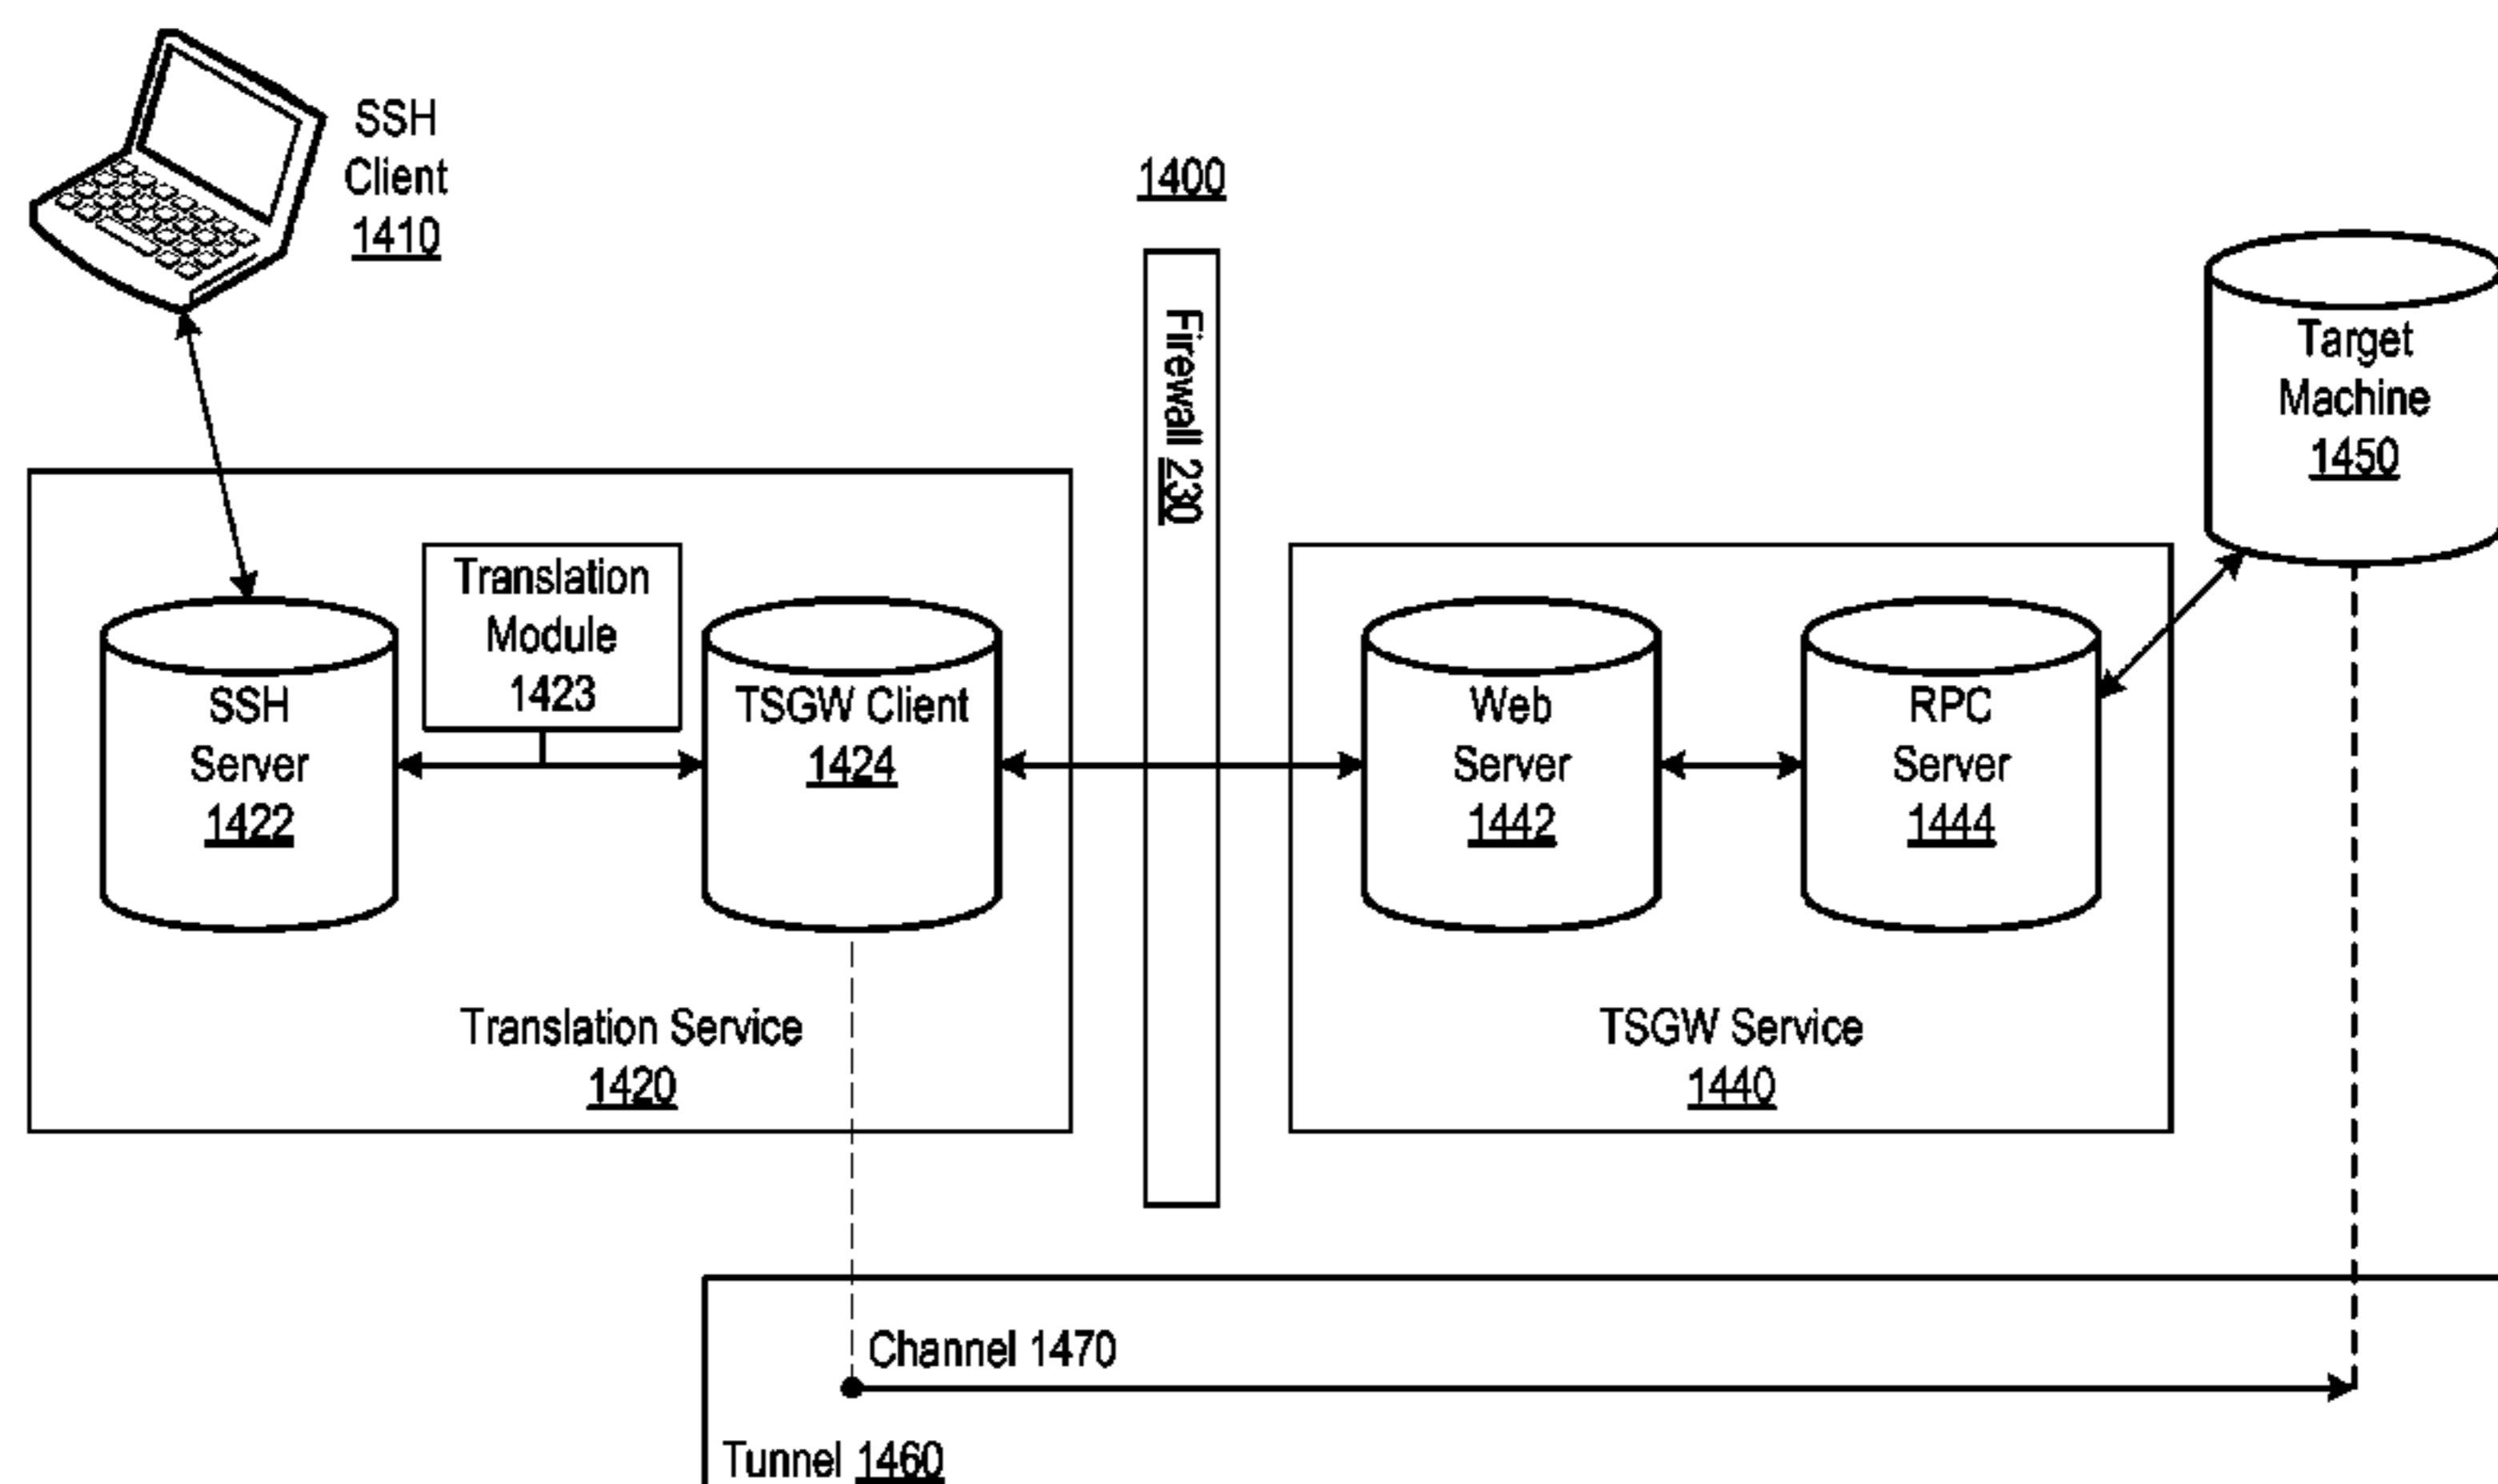 SSH
Client
1410
1400
Firewall 230
Target
Machine
1450
Translation
Module
1423
SSH
Server
1422
TSGW Client
1424
Web
Server
1442
RPC
Server
1444
Translation Service
1420
TSGW Service
1440
Channel 1470
Tunnel 1460